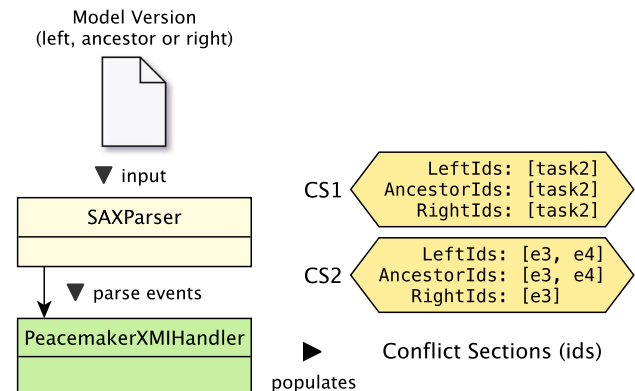 Model Version
(left, ancestor or right)
input
SAXParser
parse events
PeacemakerXMIHandler
populates
CS1
LeftIds: [task2]
AncestorIds: [task2]
RightIds: [task2]
CS2
LeftIds: [e3, e4]
AncestorIds: [e3, e4]
RightIds: [e3]
Conflict Sections (ids)